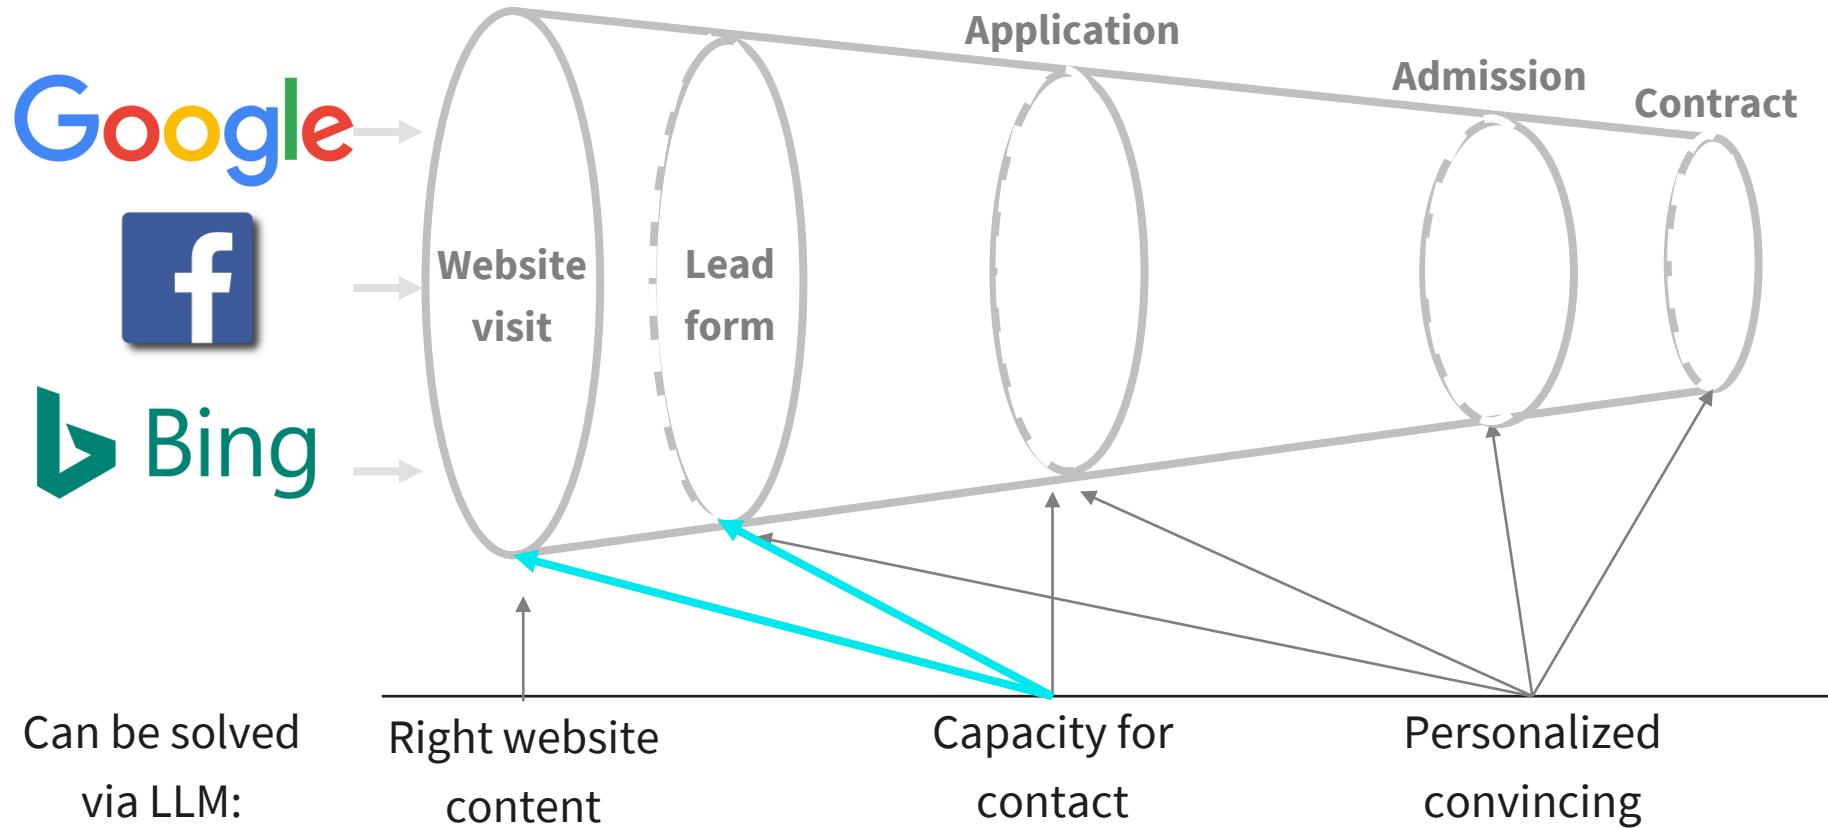 Application
Admission
Contract
Google
Website
visit
Lead
form
f
Bing
Can be solved
via LLM:
Right website
content
Capacity for
contact
Personalized
convincing